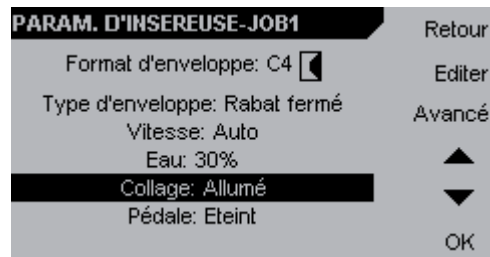 PARAM. D'INSEREUSE-JOB1
Retour
Format d'enveloppe: C4
Editer
Type d'enveloppe: Rabat fermé
Avancé
Vitesse: Auto
Eau: 30%
Collage: Allumé
Pédale: Eteint
OK